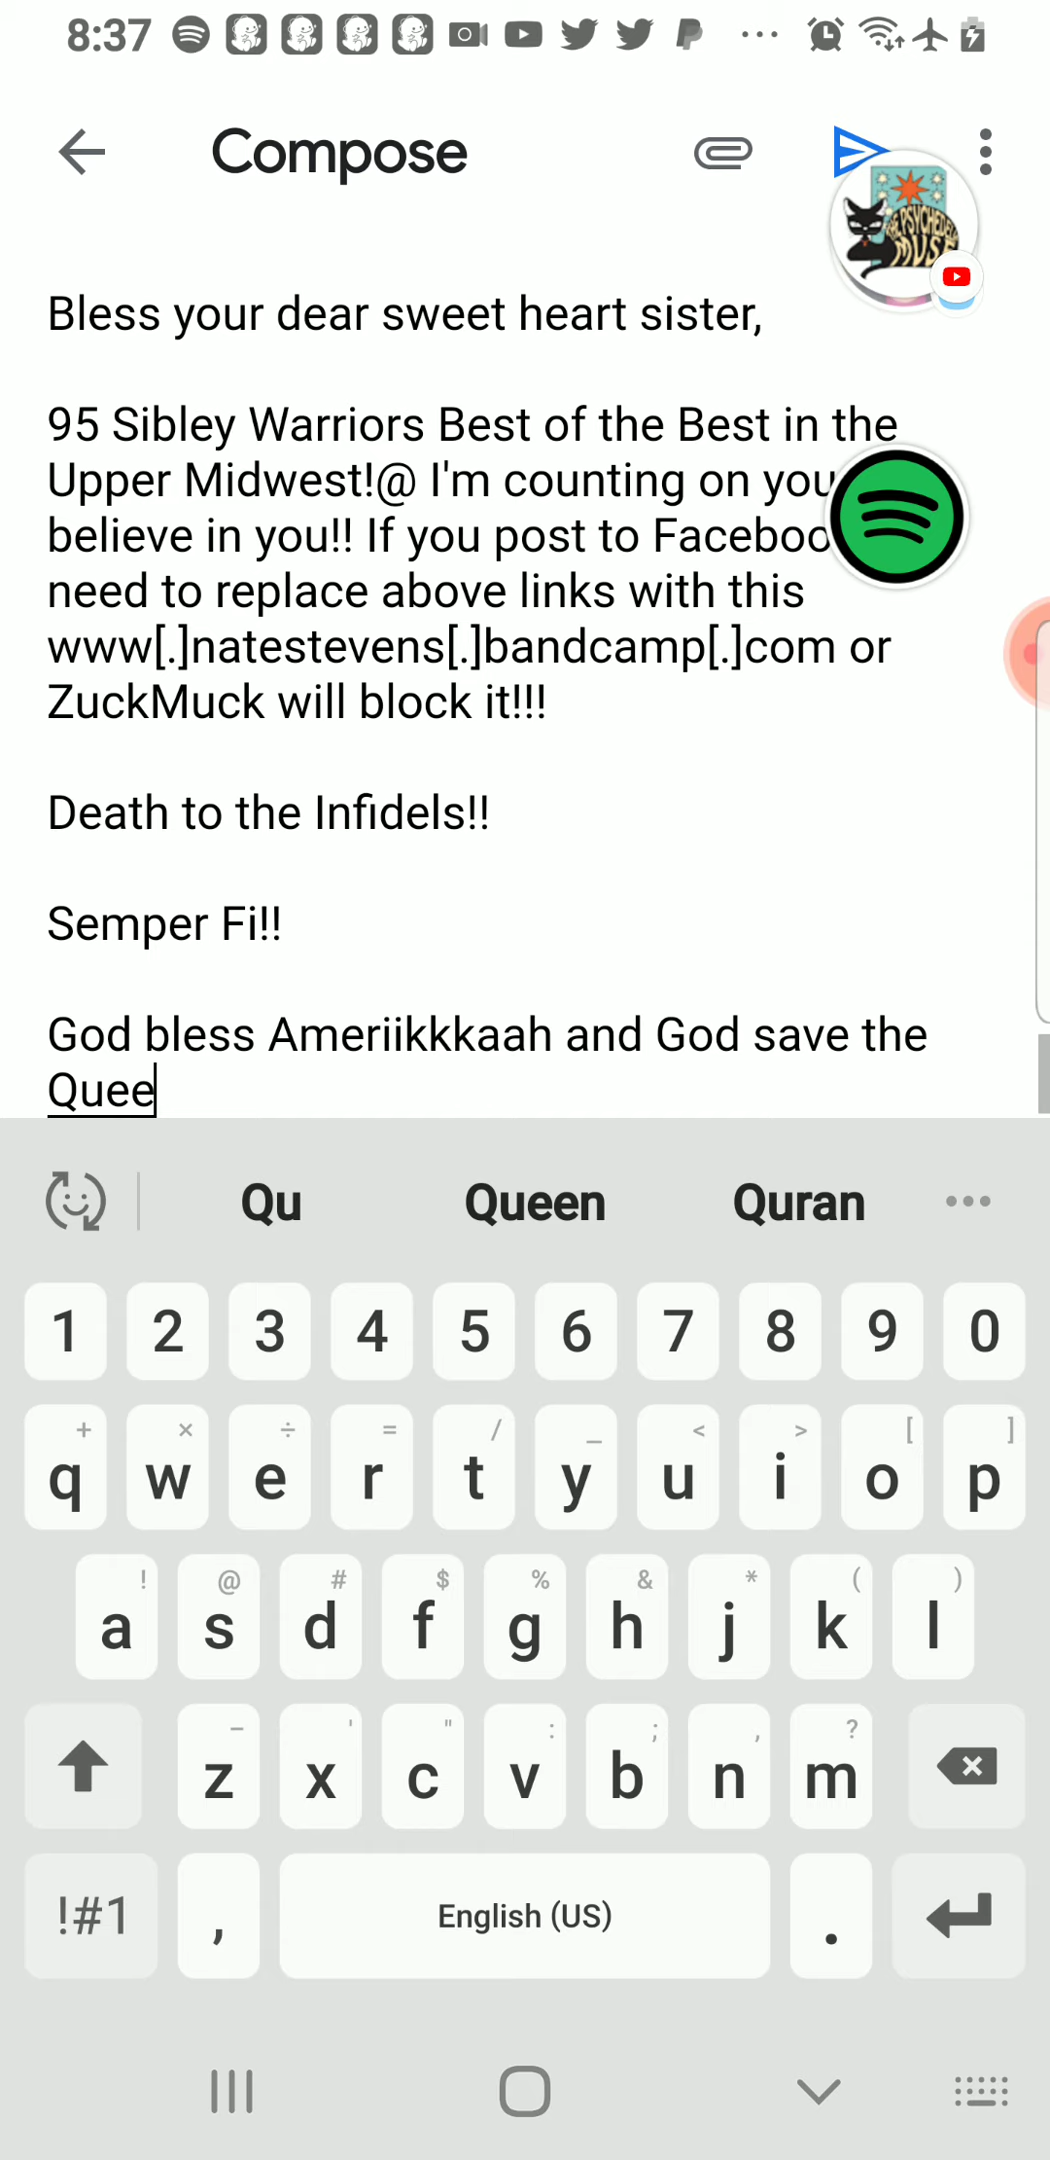 8:37
Compose
THE PSYCHEDELIC
MUSE
Bless your dear sweet heart sister,
95 Sibley Warriors Best of the Best in the
Upper Midwest!@ I'm counting on you
believe in you!! If you post to Faceboo
need to replace above links with this
www[.]natestevens[.]bandcamp[.]com or
ZuckMuck will block it!!!
Death to the Infidels!!
Semper Fi!!
God bless Ameriikkkaah and God save the
Quee
Qu Queen Quran
1 2 3 4 5 6 7 8 9 0
+ × ÷ = / _ < > [ ]
q w e r t y u i o p
! @ # $ % & * ( )
a s d f g h j k l
- ' " : ; , ?
z x c v b n m
!#1 , English (US) .